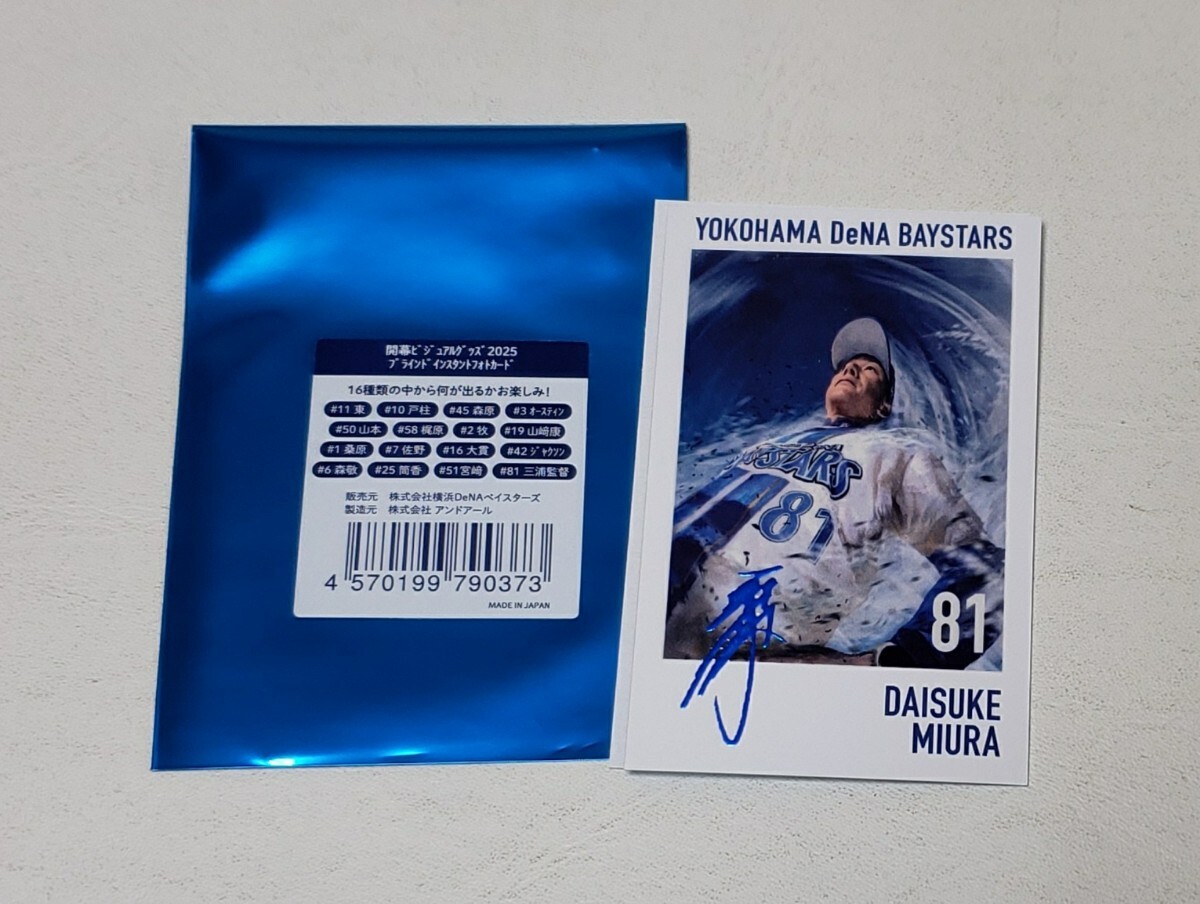 開幕ﾋﾞｼﾞｭｱﾙｸﾞｯｽﾞ2025
ﾌﾞﾗｲﾝﾄﾞｲﾝｽﾀﾝﾄﾌｫﾄｶｰﾄﾞ
16種類の中から何が出るかお楽しみ!
#11 東 #10 戸柱 #45 森原 #3 ｵｰｽﾃｨﾝ
#50 山本 #58 梶原 #2 牧 #19 山﨑康
#1 桑原 #7 佐野 #16 大貫 #42 ｼﾞｬｸｿﾝ
#6 森敬 #25 筒香 #51宮﨑 #81 三浦監督
販売元 株式会社横浜DeNAベイスターズ
製造元 株式会社 アンドアール
4 570199 790373
MADE IN JAPAN
YOKOHAMA DeNA BAYSTARS
STARS
81
81
DAISUKE
MIURA